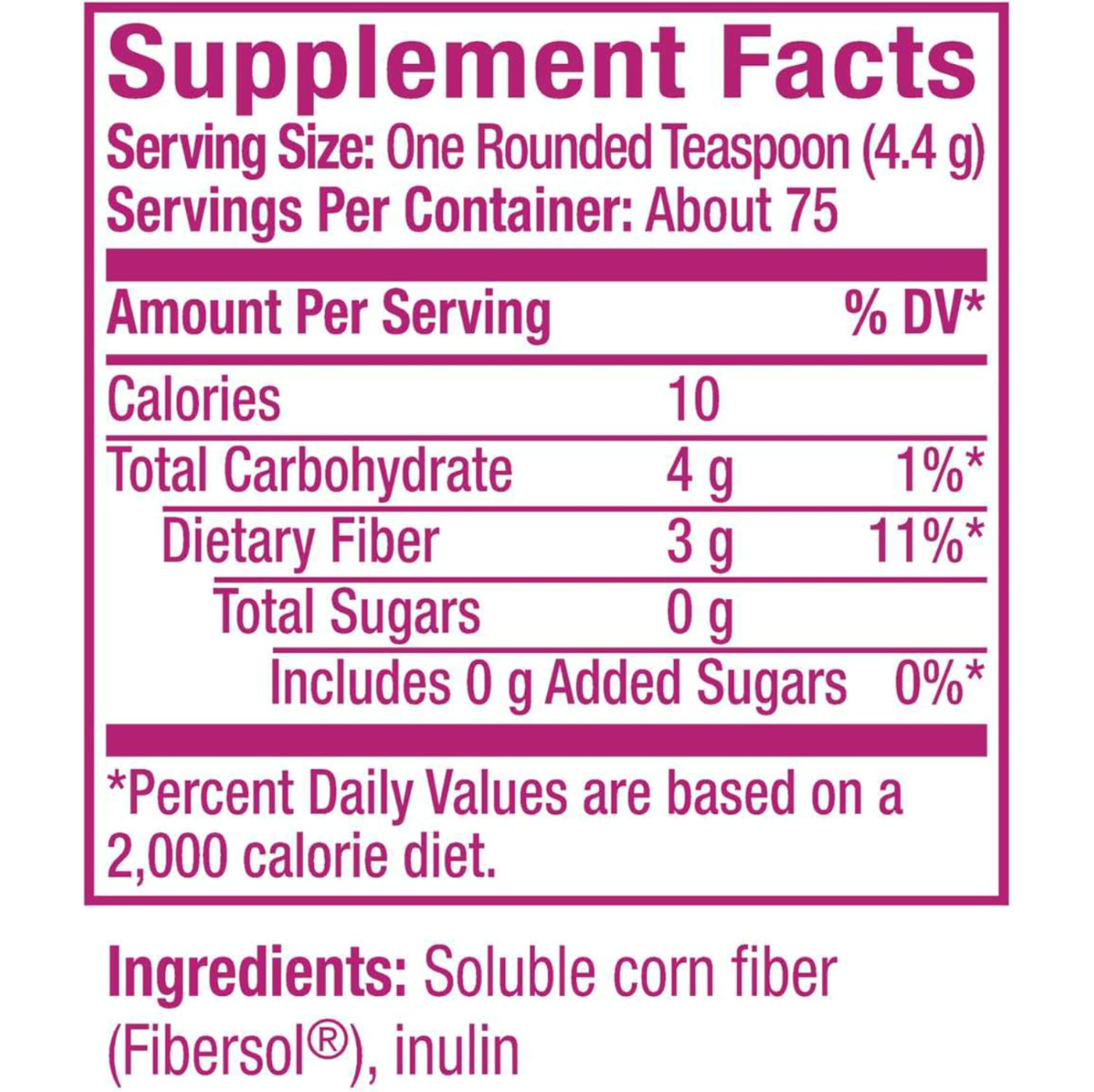 Supplement Facts
Serving Size: One Rounded Teaspoon (4.4 g)
Servings Per Container: About 75
Amount Per Serving % DV*
Calories 10
Total Carbohydrate 4 g 1%*
Dietary Fiber 3 g 11%*
Total Sugars 0 g
Includes 0 g Added Sugars 0%*
*Percent Daily Values are based on a
2,000 calorie diet.
Ingredients: Soluble corn fiber
(Fibersol®), inulin